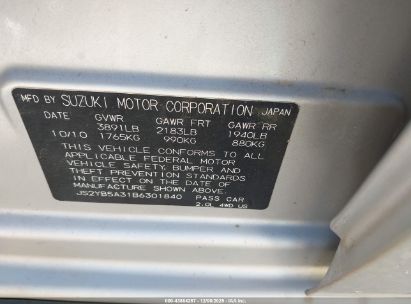 MFD BY SUZUKI MOTOR CORPORATION JAPAN
DATE GVWR GAWR FRT GAWR RR
3891LB 2183LB 1940LB
10/10 1765KG 990KG 880KG
THIS VEHICLE CONFORMS TO ALL
APPLICABLE FEDERAL MOTOR
VEHICLE SAFETY, BUMPER AND
THEFT PREVENTION STANDARDS
IN EFFECT ON THE DATE OF
MANUFACTURE SHOWN ABOVE.
JS2YB5A31B6301840 PASS CAR
2.0L 4WD US